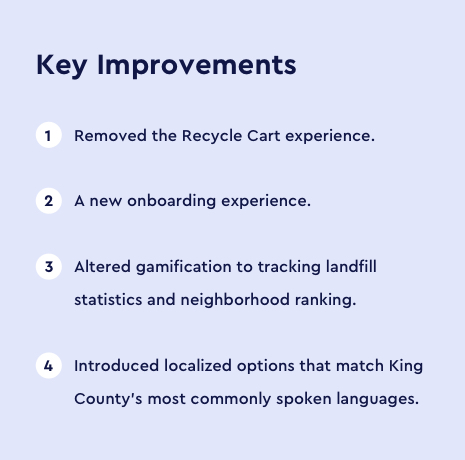 Key Improvements
1 Removed the Recycle Cart experience.
2 A new onboarding experience.
3 Altered gamification to tracking landfill
statistics and neighborhood ranking.
4 Introduced localized options that match King
County's most commonly spoken languages.